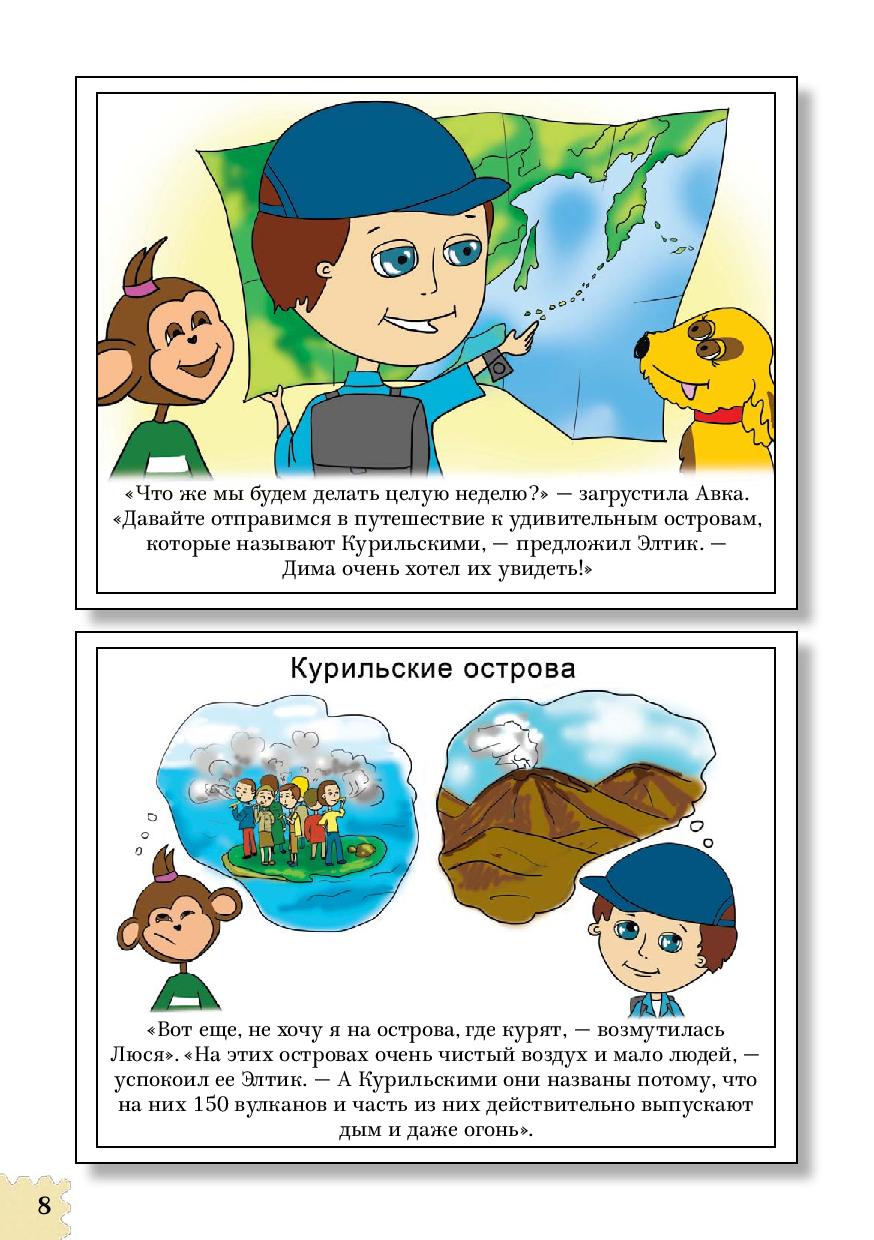 «Что же мы будем делать целую неделю?» — загрустила Авка.
«Давайте отправимся в путешествие к удивительным островам,
которые называют Курильскими, — предложил Элтик. —
Дима очень хотел их увидеть!»
Курильские острова
«Вот еще, не хочу я на острова, где курят, — возмутилась
Люся». «На этих островах очень чистый воздух и мало людей, —
успокоил ее Элтик. — А Курильскими они названы потому, что
на них 150 вулканов и часть из них действительно выпускают
дым и даже огонь».
8